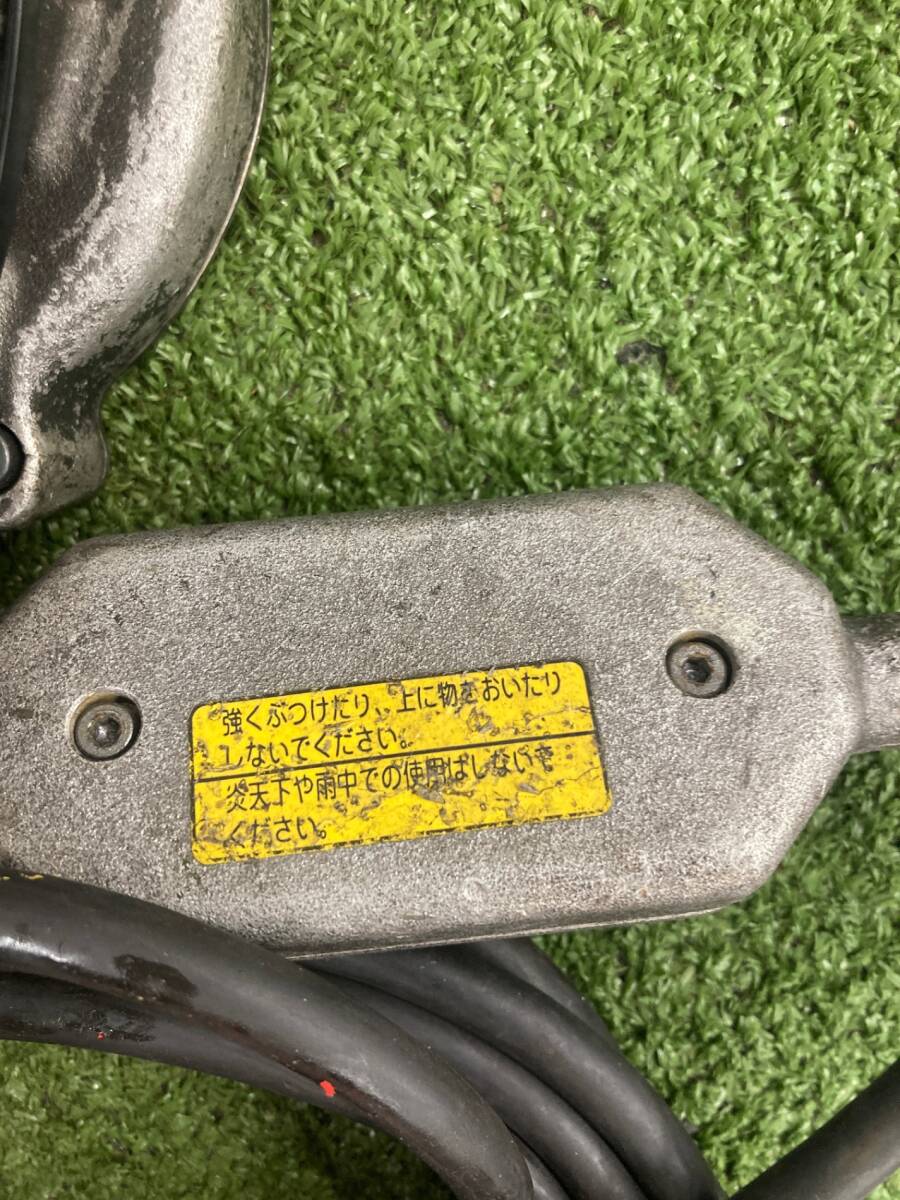 強くぶつけたり、上に物をおいたり
しないでください。
炎天下や雨中での使用はしないで
ください。